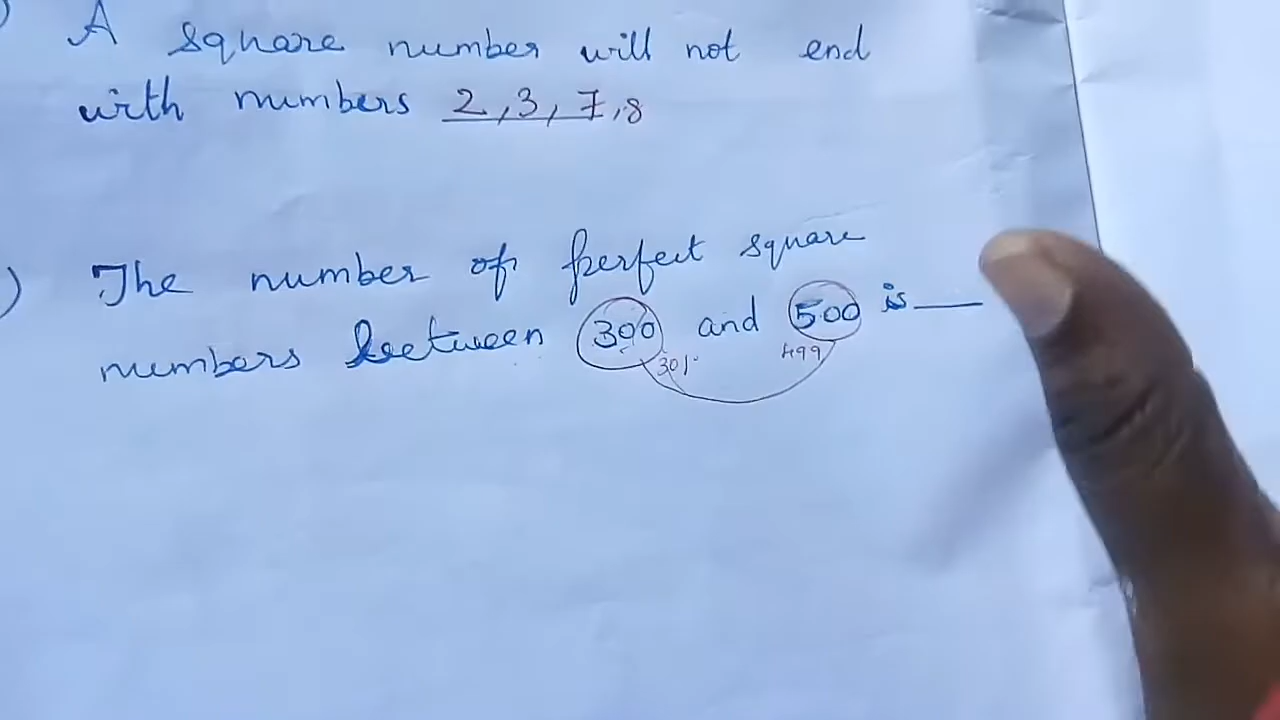 ) A square number will not end
with numbers 2, 3, 7, 8
) The number of perfect square
numbers between 300 and 500 is ___
301 499